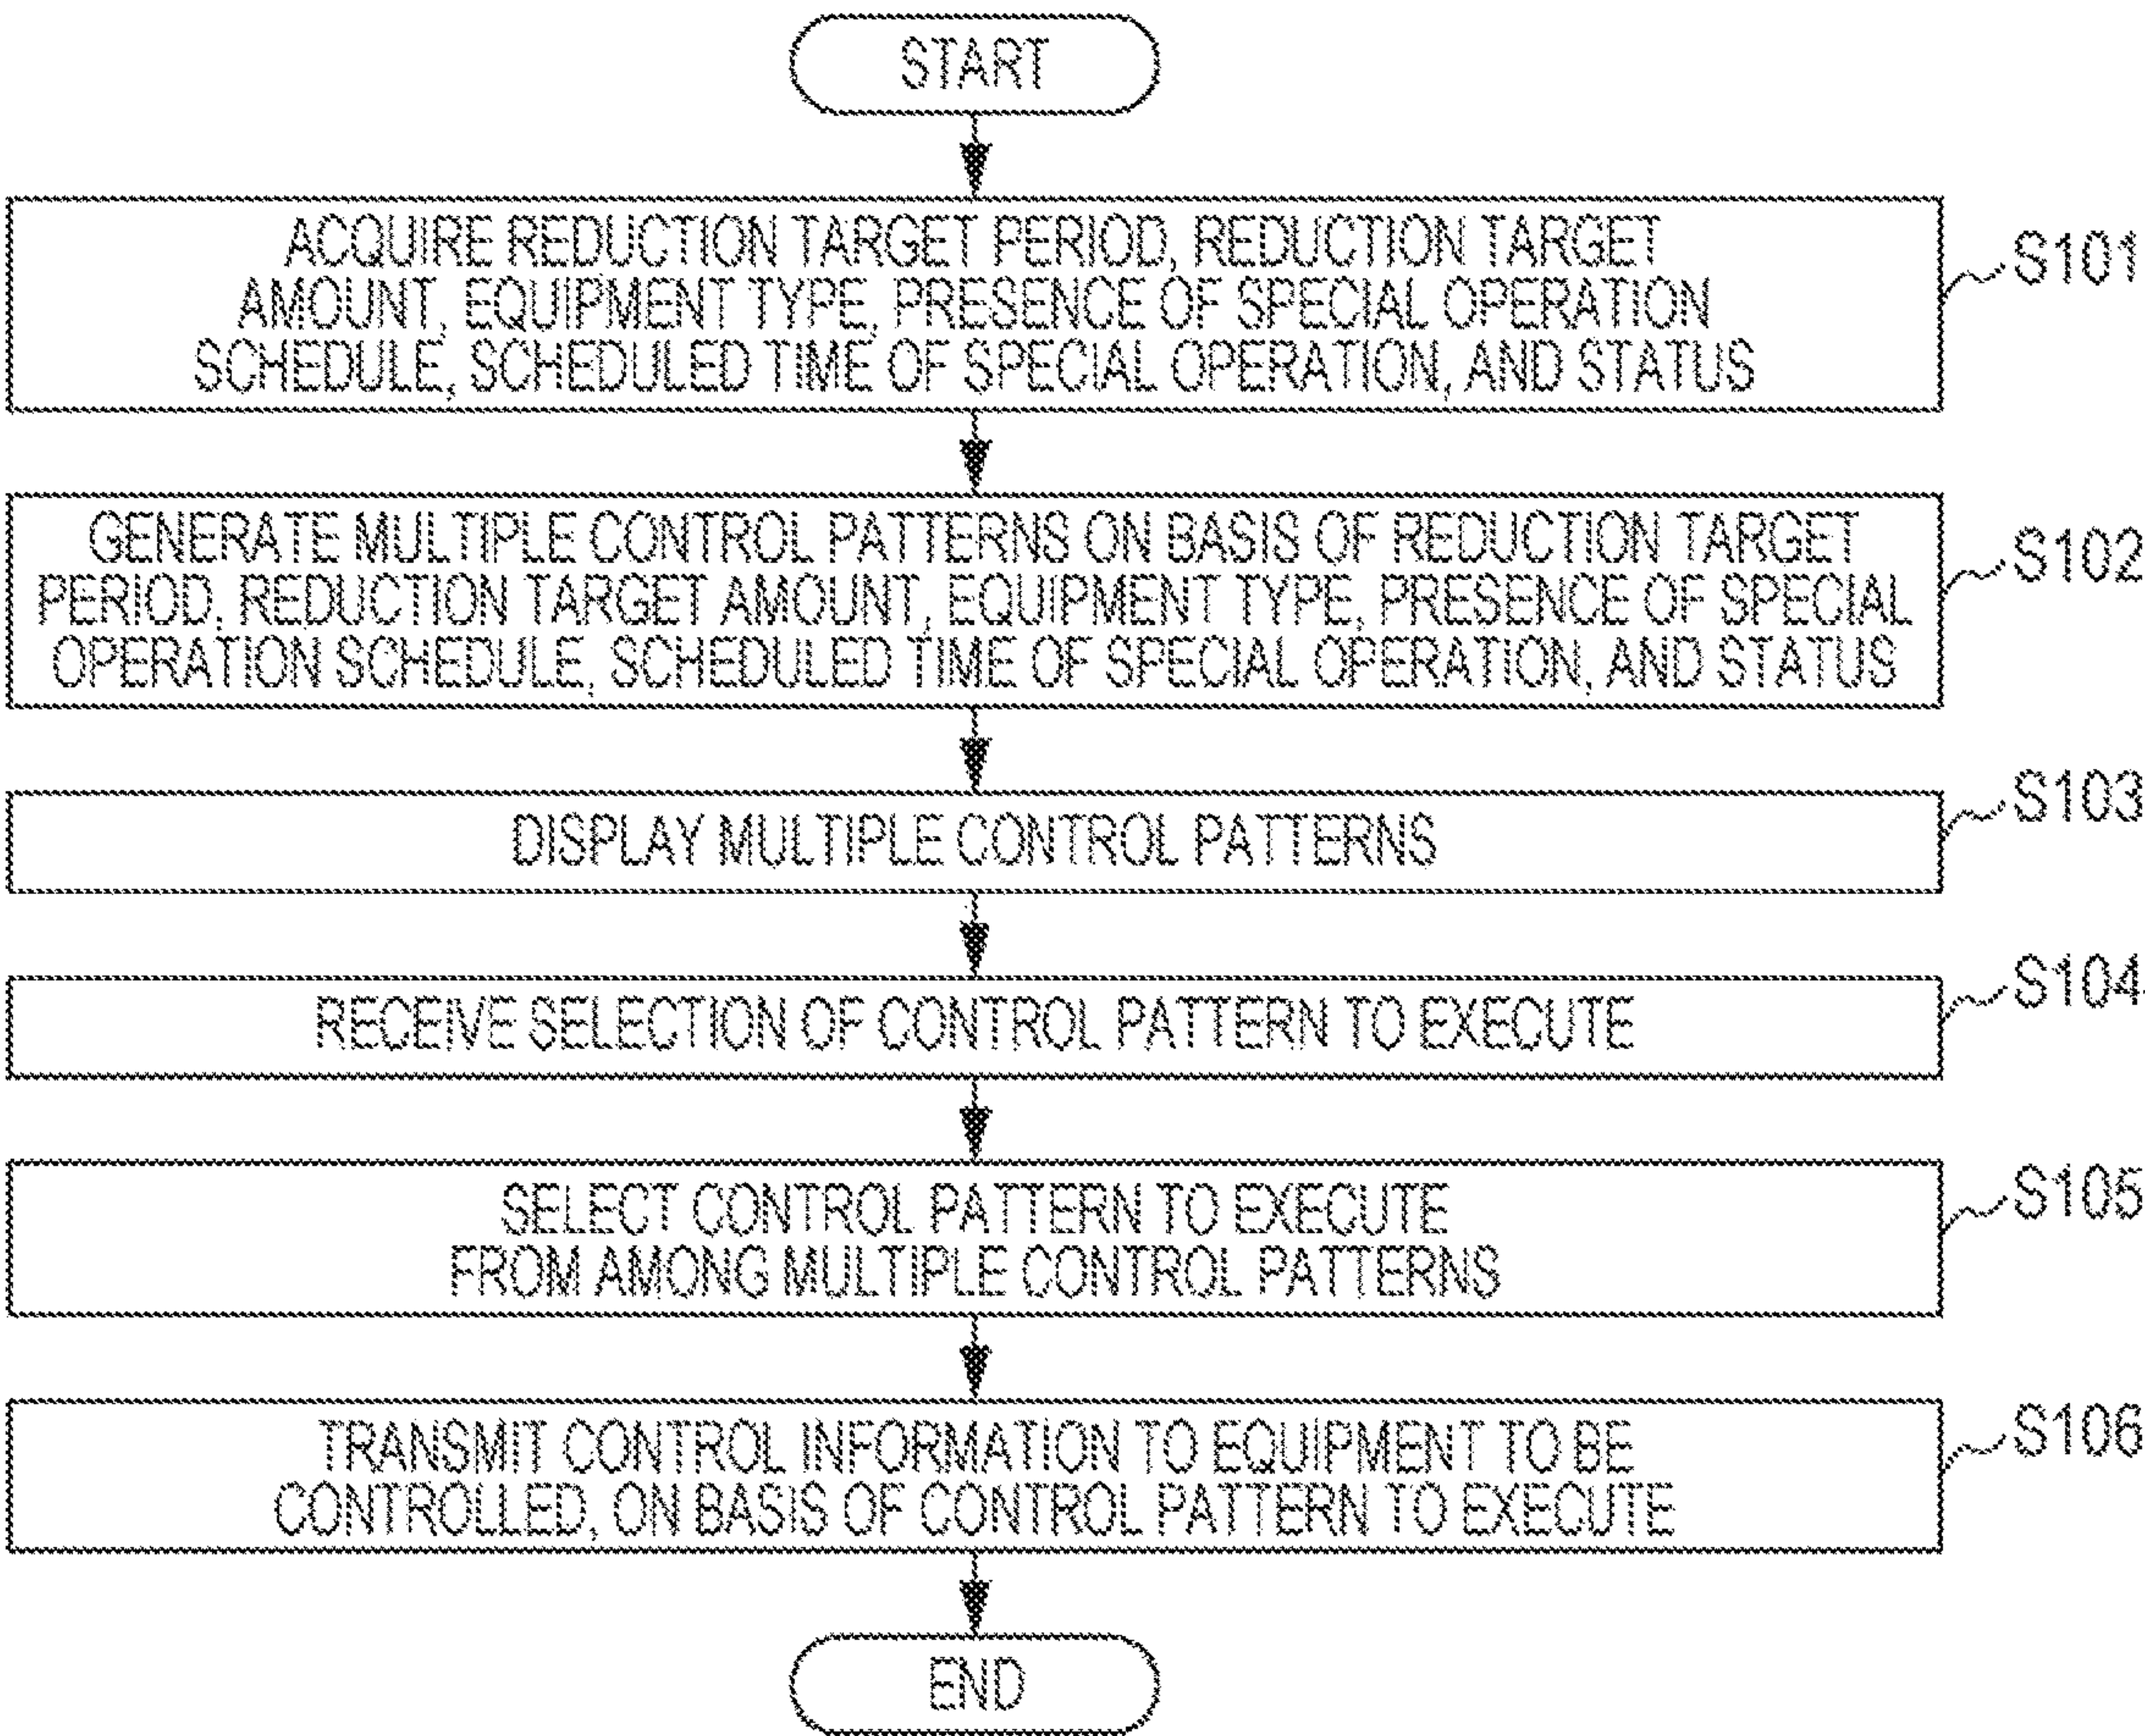 START
ACQUIRE REDUCTION TARGET PERIOD, REDUCTION TARGET
AMOUNT, EQUIPMENT TYPE, PRESENCE OF SPECIAL OPERATION
SCHEDULE, SCHEDULED TIME OF SPECIAL OPERATION, AND STATUS
S101
GENERATE MULTIPLE CONTROL PATTERNS ON BASIS OF REDUCTION TARGET
PERIOD, REDUCTION TARGET AMOUNT, EQUIPMENT TYPE, PRESENCE OF SPECIAL
OPERATION SCHEDULE, SCHEDULED TIME OF SPECIAL OPERATION, AND STATUS
S102
DISPLAY MULTIPLE CONTROL PATTERNS
S103
RECEIVE SELECTION OF CONTROL PATTERN TO EXECUTE
S104
SELECT CONTROL PATTERN TO EXECUTE
FROM AMONG MULTIPLE CONTROL PATTERNS
S105
TRANSMIT CONTROL INFORMATION TO EQUIPMENT TO BE
CONTROLLED, ON BASIS OF CONTROL PATTERN TO EXECUTE
S106
END